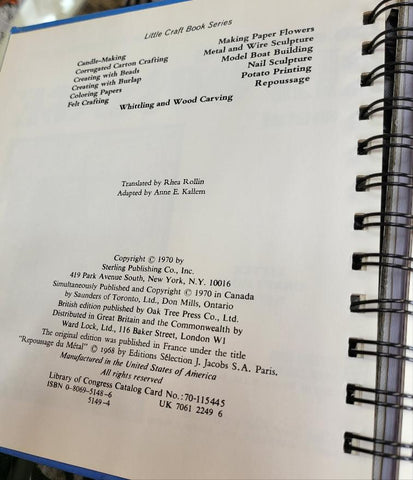 Little Craft Book Series
Candle-Making
Corrugated Carton Crafting
Creating with Beads
Creating with Burlap
Coloring Papers
Felt Crafting
Making Paper Flowers
Metal and Wire Sculpture
Model Boat Building
Nail Sculpture
Potato Printing
Repoussage
Whittling and Wood Carving
Translated by Rhea Rollin
Adapted by Anne E. Kallem
Copyright © 1970 by
Sterling Publishing Co., Inc.
419 Park Avenue South, New York, N.Y. 10016
Simultaneously Published and Copyright © 1970 in Canada
by Saunders of Toronto, Ltd., Don Mills, Ontario
British edition published by Oak Tree Press Co., Ltd.
Distributed in Great Britain and the Commonwealth by
Ward Lock, Ltd., 116 Baker Street, London W1
The original edition was published in France under the title
"Repoussage du Métal" © 1968 by Editions Sélection J. Jacobs S.A. Paris,
Manufactured in the United States of America
All rights reserved
Library of Congress Catalog Card No.:70-115445
ISBN 0-8069-5148-6 UK 7061 2249 6
5149-4